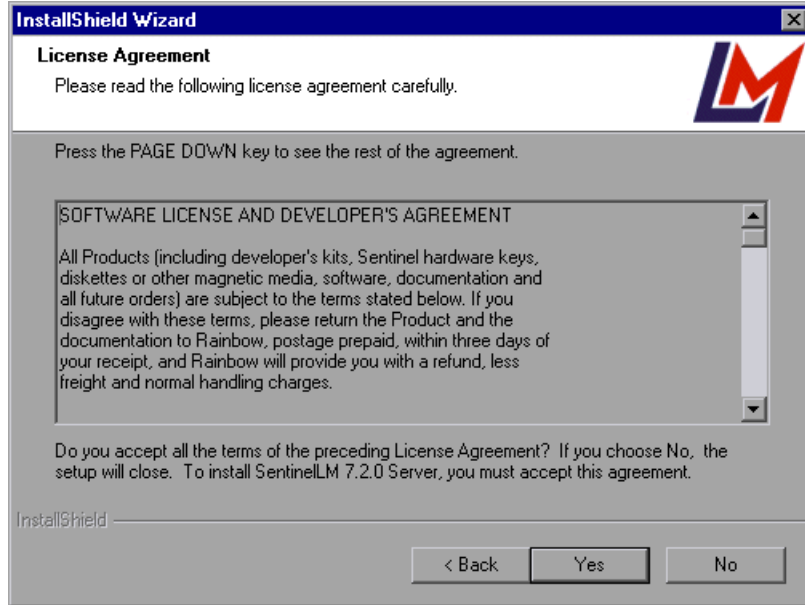 InstallShield Wizard
License Agreement
Please read the following license agreement carefully.
LM
Press the PAGE DOWN key to see the rest of the agreement.
SOFTWARE LICENSE AND DEVELOPER'S AGREEMENT
All Products (including developer's kits, Sentinel hardware keys,
diskettes or other magnetic media, software, documentation and
all future orders) are subject to the terms stated below. If you
disagree with these terms, please return the Product and the
documentation to Rainbow, postage prepaid, within three days of
your receipt, and Rainbow will provide you with a refund, less
freight and normal handling charges.
Do you accept all the terms of the preceding License Agreement?  If you choose No,  the
setup will close.  To install SentinelLM 7.2.0 Server, you must accept this agreement.
InstallShield
< Back Yes No